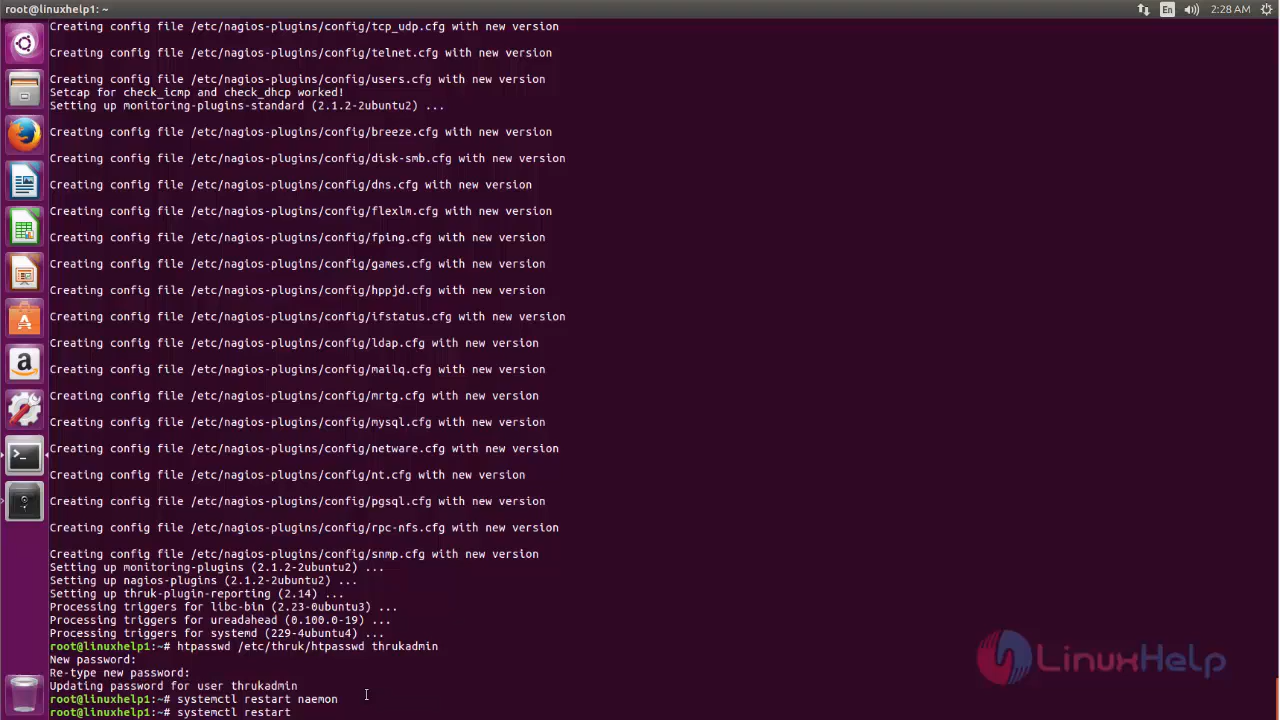 root@linuxhelp1: ~
En
2:28 AM
Creating config file /etc/nagios-plugins/config/tcp_udp.cfg with new version
Creating config file /etc/nagios-plugins/config/telnet.cfg with new version
Creating config file /etc/nagios-plugins/config/users.cfg with new version
Setcap for check_icmp and check_dhcp worked!
Setting up monitoring-plugins-standard (2.1.2-2ubuntu2) ...
Creating config file /etc/nagios-plugins/config/breeze.cfg with new version
Creating config file /etc/nagios-plugins/config/disk-smb.cfg with new version
Creating config file /etc/nagios-plugins/config/dns.cfg with new version
Creating config file /etc/nagios-plugins/config/flexlm.cfg with new version
Creating config file /etc/nagios-plugins/config/fping.cfg with new version
Creating config file /etc/nagios-plugins/config/games.cfg with new version
Creating config file /etc/nagios-plugins/config/hppjd.cfg with new version
Creating config file /etc/nagios-plugins/config/ifstatus.cfg with new version
Creating config file /etc/nagios-plugins/config/ldap.cfg with new version
Creating config file /etc/nagios-plugins/config/mailq.cfg with new version
Creating config file /etc/nagios-plugins/config/mrtg.cfg with new version
Creating config file /etc/nagios-plugins/config/mysql.cfg with new version
Creating config file /etc/nagios-plugins/config/netware.cfg with new version
Creating config file /etc/nagios-plugins/config/nt.cfg with new version
Creating config file /etc/nagios-plugins/config/pgsql.cfg with new version
Creating config file /etc/nagios-plugins/config/rpc-nfs.cfg with new version
Creating config file /etc/nagios-plugins/config/snmp.cfg with new version
Setting up monitoring-plugins (2.1.2-2ubuntu2) ...
Setting up nagios-plugins (2.1.2-2ubuntu2) ...
Setting up thruk-plugin-reporting (2.14) ...
Processing triggers for libc-bin (2.23-0ubuntu3) ...
Processing triggers for ureadahead (0.100.0-19) ...
Processing triggers for systemd (229-4ubuntu4) ...
root@linuxhelp1:~# htpasswd /etc/thruk/htpasswd thrukadmin
New password:
Re-type new password:
Updating password for user thrukadmin
root@linuxhelp1:~# systemctl restart naemon
root@linuxhelp1:~# systemctl restart
LinuxHelp